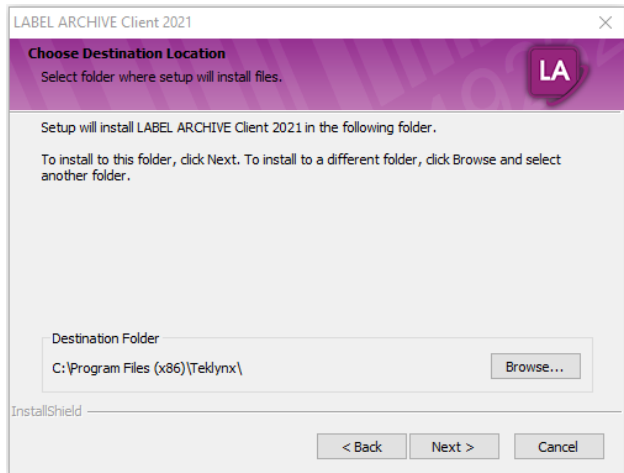 LABEL ARCHIVE Client 2021
Choose Destination Location
Select folder where setup will install files.
LA
Setup will install LABEL ARCHIVE Client 2021 in the following folder.
To install to this folder, click Next. To install to a different folder, click Browse and select
another folder.
Destination Folder
C:\Program Files (x86)\Teklynx\
Browse...
InstallShield
< Back
Next >
Cancel